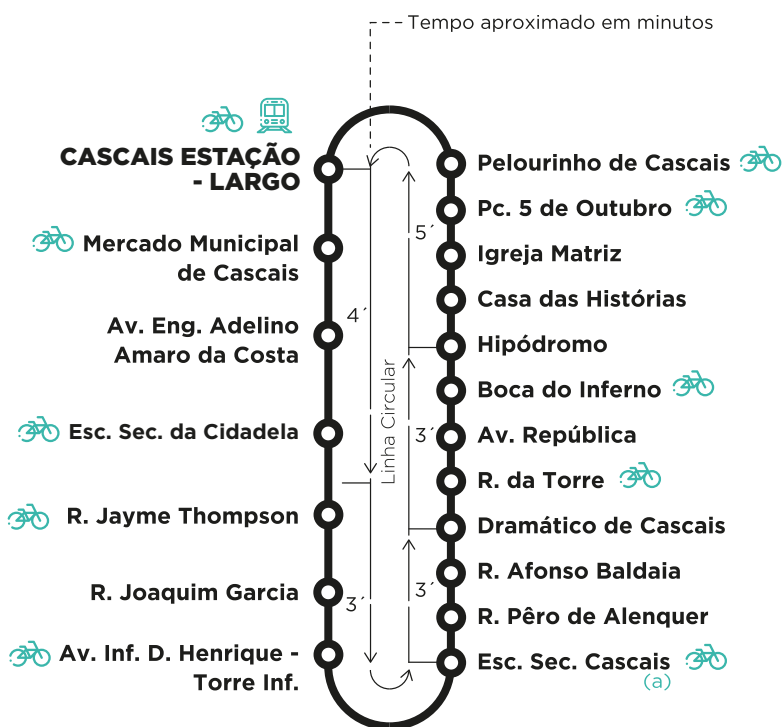 Tempo aproximado em minutos
CASCAIS ESTAÇÃO
- LARGO
Mercado Municipal
de Cascais
Av. Eng. Adelino
Amaro da Costa
Esc. Sec. da Cidadela
R. Jayme Thompson
R. Joaquim Garcia
Av. Inf. D. Henrique -
Torre Inf.
4´
3´
Linha Circular
5´
3´
3´
Pelourinho de Cascais
Pc. 5 de Outubro
Igreja Matriz
Casa das Histórias
Hipódromo
Boca do Inferno
Av. República
R. da Torre
Dramático de Cascais
R. Afonso Baldaia
R. Pêro de Alenquer
Esc. Sec. Cascais
(a)